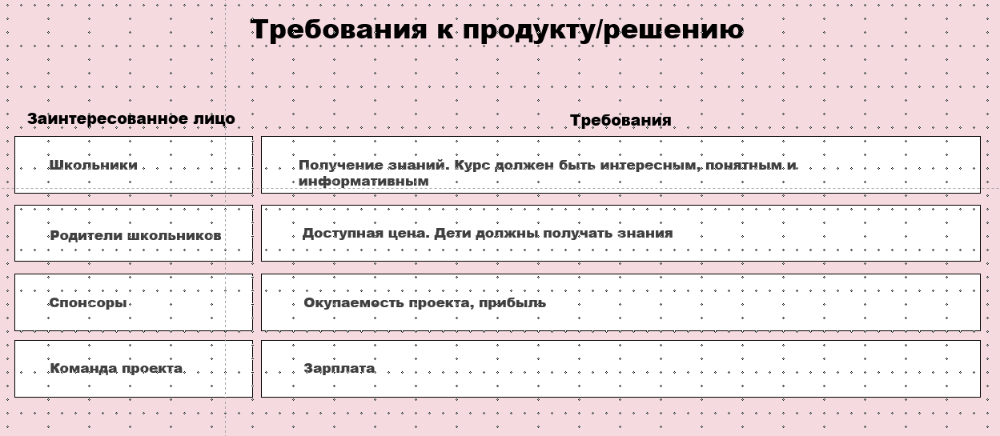 Требования к продукту/решению
Заинтересованное лицо
Требования
Школьники
Получение знаний. Курс должен быть интересным, понятным и
информативным
Родители школьников
Доступная цена. Дети должны получать знания
Спонсоры
Окупаемость проекта, прибыль
Команда проекта
Зарплата